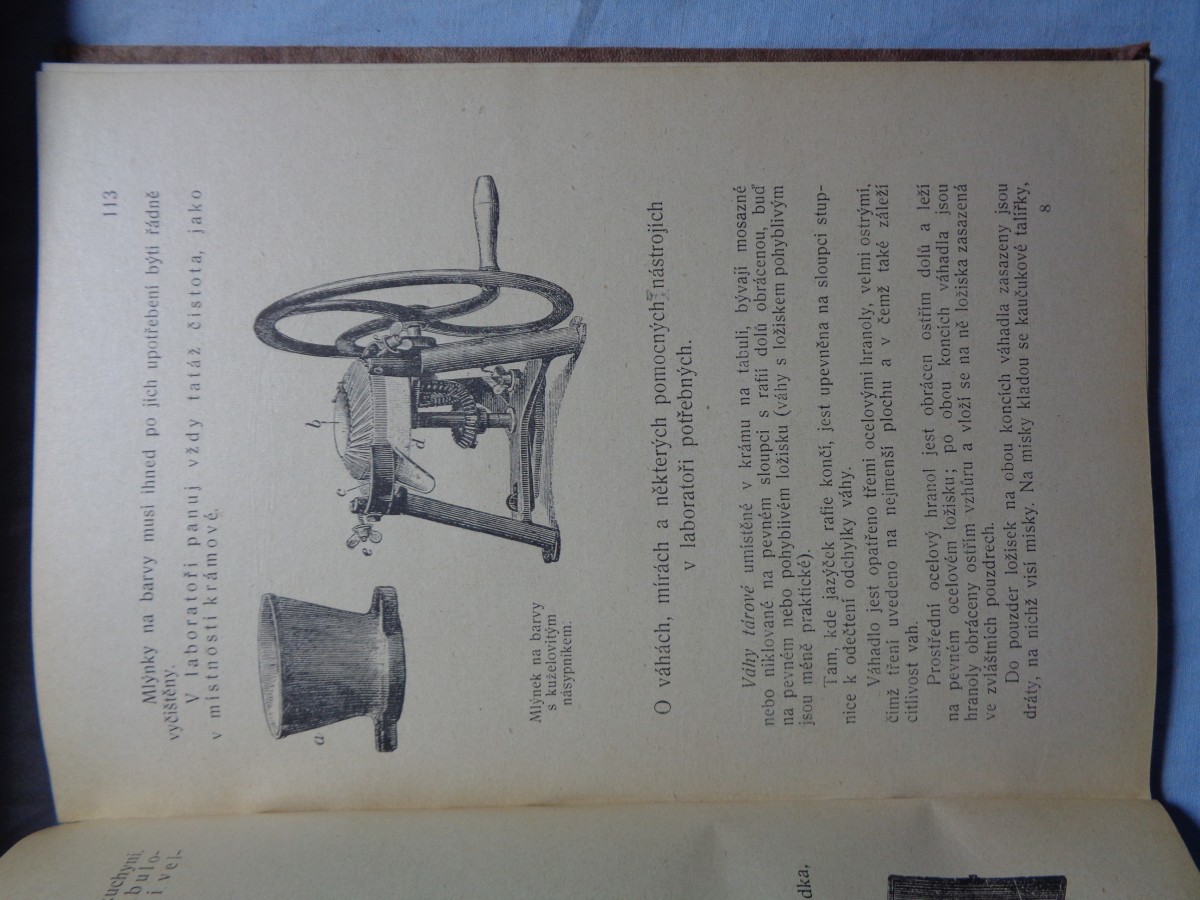 suchyni,
bulo-
i vel-
dka,
113
Mlýnky na barvy musi ihned po jich upotřebení býti řádně
vyčištěny.
V laboratoři panuj vždy tatáž čistota, jako
v místnosti krámové.
a
b
c
d
e
Mlýnek na barvy
s kuželovitým
násypnikem.
O váhách, mírách a některých pomocných nástrojích
v laboratoři potřebných.
Váhy tárové umístěné v krámu na tabuli, bývají mosazné
nebo niklované na pevném sloupci s rafií dolů obrácenou, buď
na pevném nebo pohyblivém ložisku (váhy s ložiskem pohyblivým
jsou méně praktické).
Tam, kde jazýček rafie končí, jest upevněna na sloupci stup-
nice k odečtení odchylky váhy.
Váhadlo jest opatřeno třemi ocelovými hranoly, velmi ostrými,
čímž tření uvedeno na nejmenší plochu a v čemž také záleží
citlivost vah.
Prostřední ocelový hranol jest obrácen ostřím dolů a leží
na pevném ocelovém ložisku; po obou koncích váhadla jsou
hranoly obráceny ostřím vzhůru a vloží se na ně ložiska zasazená
ve zvláštních pouzdrech.
Do pouzder ložisek na obou koncích váhadla zasazeny jsou
dráty, na nichž visí misky. Na misky kladou se kaučukové talířky,
8